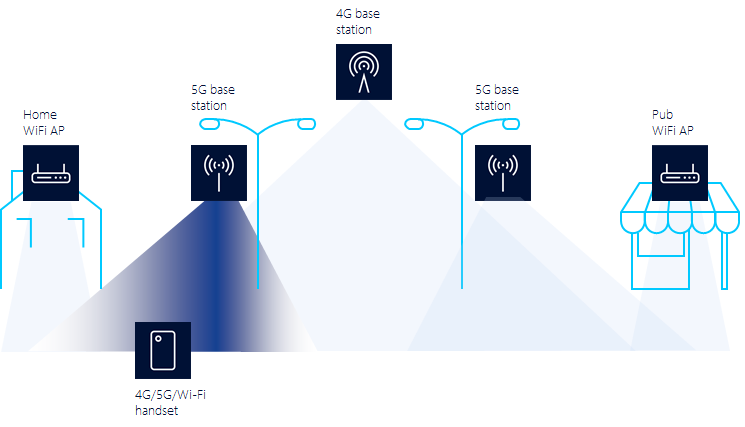 4G base
station
5G base
station
5G base
station
Home
WiFi AP
Pub
WiFi AP
4G/5G/Wi-Fi
handset